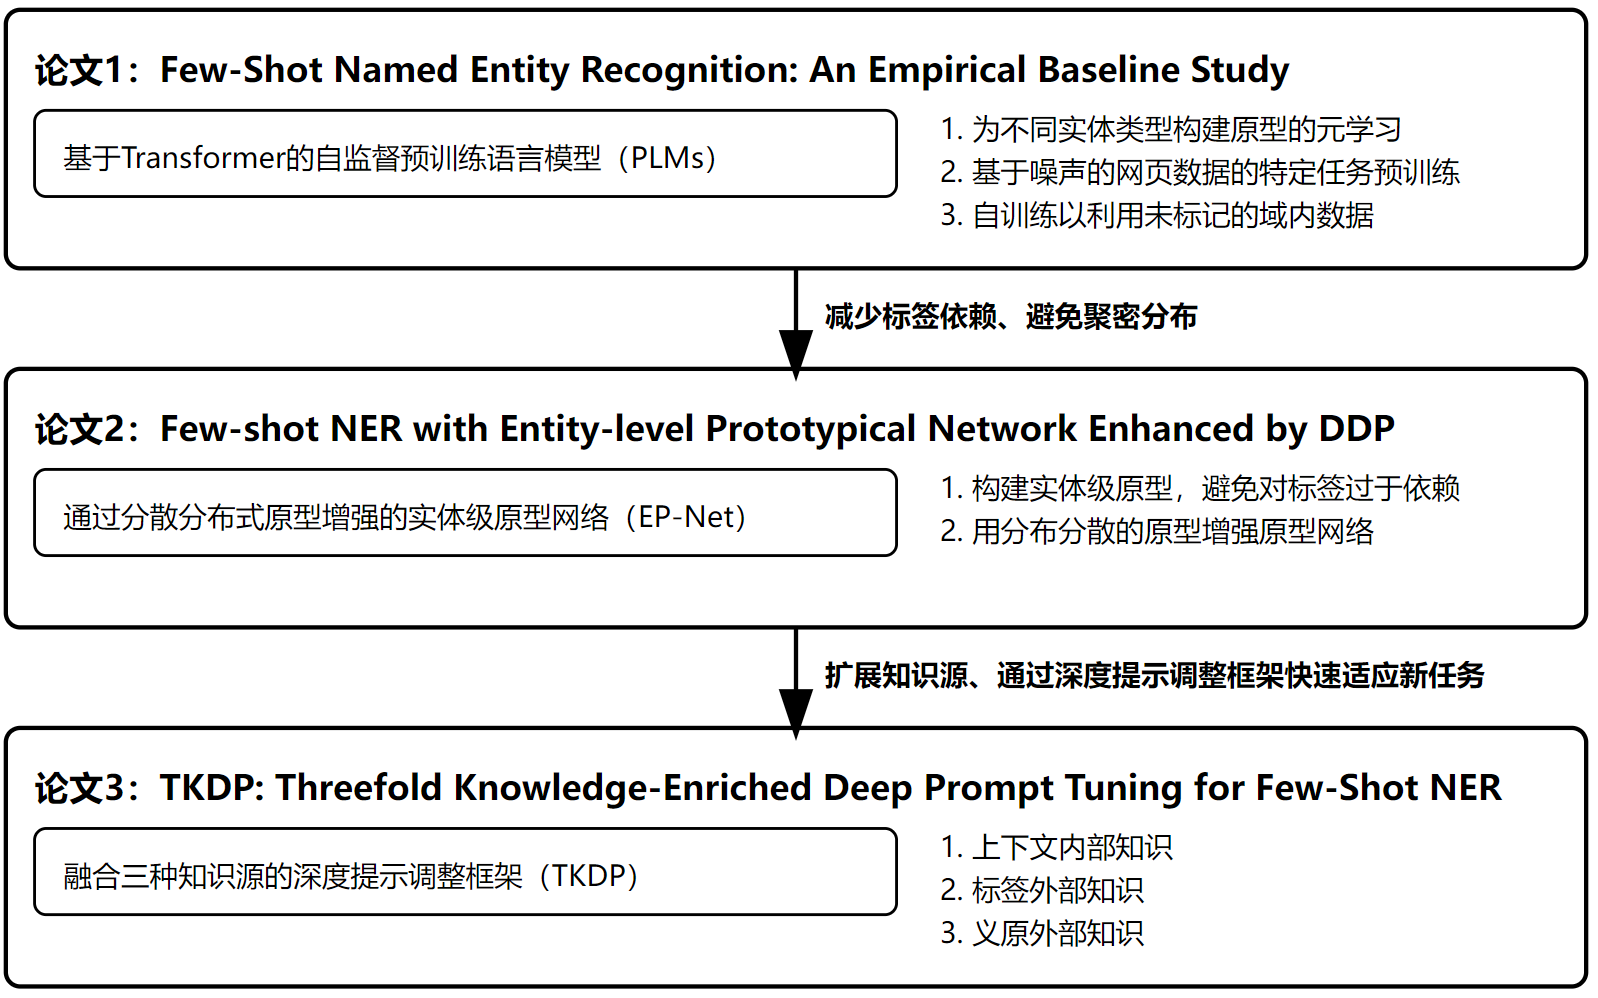 论文1：Few-Shot Named Entity Recognition: An Empirical Baseline Study
基于Transformer的自监督预训练语言模型（PLMs）
1. 为不同实体类型构建原型的元学习
2. 基于噪声的网页数据的特定任务预训练
3. 自训练以利用未标记的域内数据
减少标签依赖、避免聚密分布
论文2：Few-shot NER with Entity-level Prototypical Network Enhanced by DDP
通过分散分布式原型增强的实体级原型网络（EP-Net）
1. 构建实体级原型，避免对标签过于依赖
2. 用分布分散的原型增强原型网络
扩展知识源、通过深度提示调整框架快速适应新任务
论文3：TKDP: Threefold Knowledge-Enriched Deep Prompt Tuning for Few-Shot NER
融合三种知识源的深度提示调整框架（TKDP）
1. 上下文内部知识
2. 标签外部知识
3. 义原外部知识